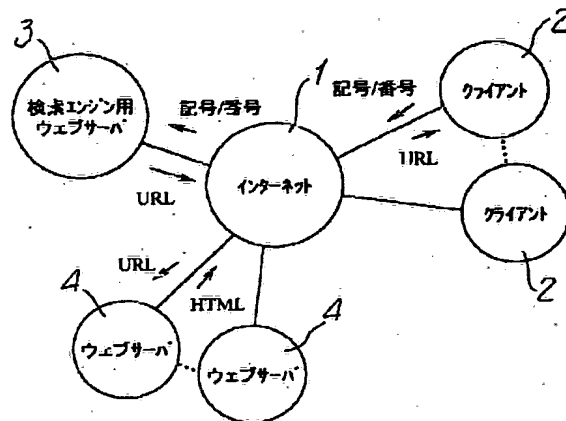 3
検索エンジン用
ウェブサーバ
記号/番号
URL
1
インターネット
記号/番号
URL
2
クライアント
クライアント
2
URL
HTML
4
ウェブサーバ
4
ウェブサーバ